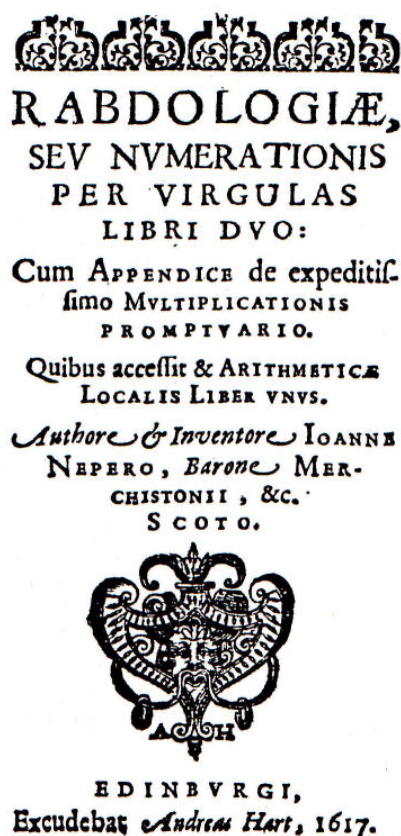 RABDOLOGIÆ,
SEV NVMERATIONIS
PER VIRGULAS
LIBRI DVO:
Cum APPENDICE de expeditiſ-
ſimo MVLTIPLICATIONIS
PROMPTVARIO.
Quibus acceſſit & ARITHMETICÆ
LOCALIS LIBER VNVS.
Authore & Inventore IOANNE
NEPERO, Barone MER-
CHISTONII, &c.
SCOTO.
A H
EDINBVRGI,
Excudebat Andreas Hart, 1617.